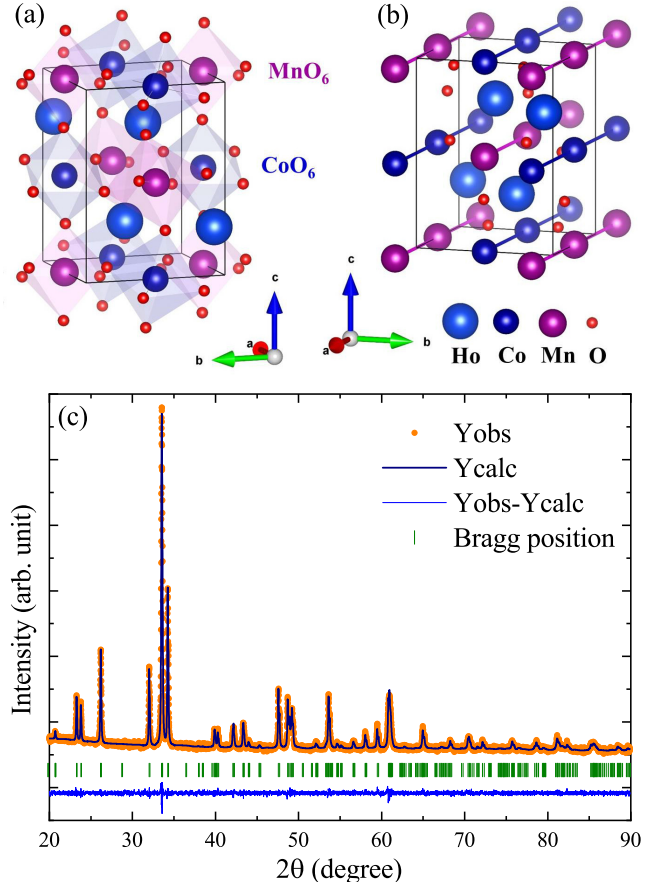 (a)
(b)
MnO₆
CoO₆
c
a
b
c
a
b
Ho Co Mn O
(c)
Yobs
Ycalc
Yobs-Ycalc
Bragg position
Intensity (arb. unit)
20 30 40 50 60 70 80 90
2θ (degree)